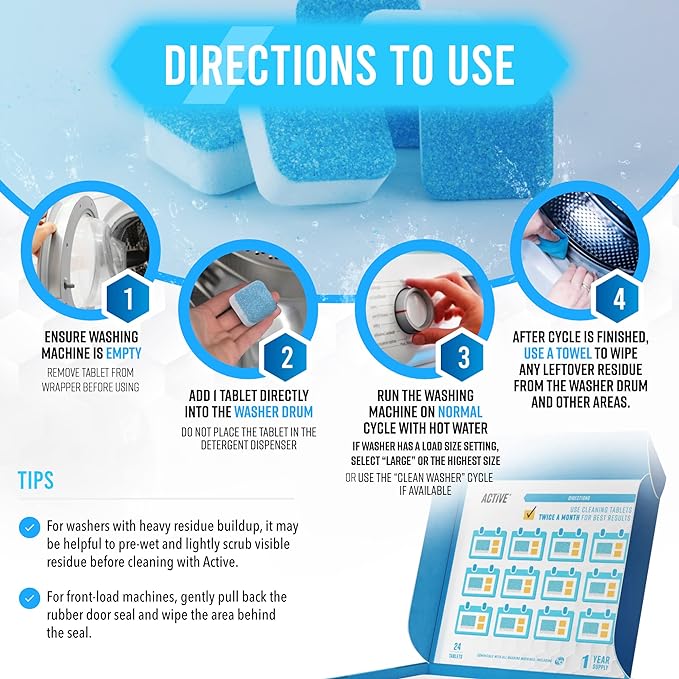 DIRECTIONS TO USE
1
ENSURE WASHING
MACHINE IS EMPTY
REMOVE TABLET FROM
WRAPPER BEFORE USING
2
ADD 1 TABLET DIRECTLY
INTO THE WASHER DRUM
DO NOT PLACE THE TABLET IN THE
DETERGENT DISPENSER
3
RUN THE WASHING
MACHINE ON NORMAL
CYCLE WITH HOT WATER
IF WASHER HAS A LOAD SIZE SETTING,
SELECT "LARGE" OR THE HIGHEST SIZE
OR USE THE "CLEAN WASHER" CYCLE
IF AVAILABLE
4
AFTER CYCLE IS FINISHED,
USE A TOWEL TO WIPE
ANY LEFTOVER RESIDUE
FROM THE WASHER DRUM
AND OTHER AREAS.
TIPS
For washers with heavy residue buildup, it may
be helpful to pre-wet and lightly scrub visible
residue before cleaning with Active.
For front-load machines, gently pull back the
rubber door seal and wipe the area behind
the seal.
ACTIVE
DIRECTIONS
USE CLEANING TABLETS
TWICE A MONTH FOR BEST RESULTS
24
TABLETS
COMPATIBLE WITH ALL WASHING MACHINES, INCLUDING
1 YEAR
SUPPLY